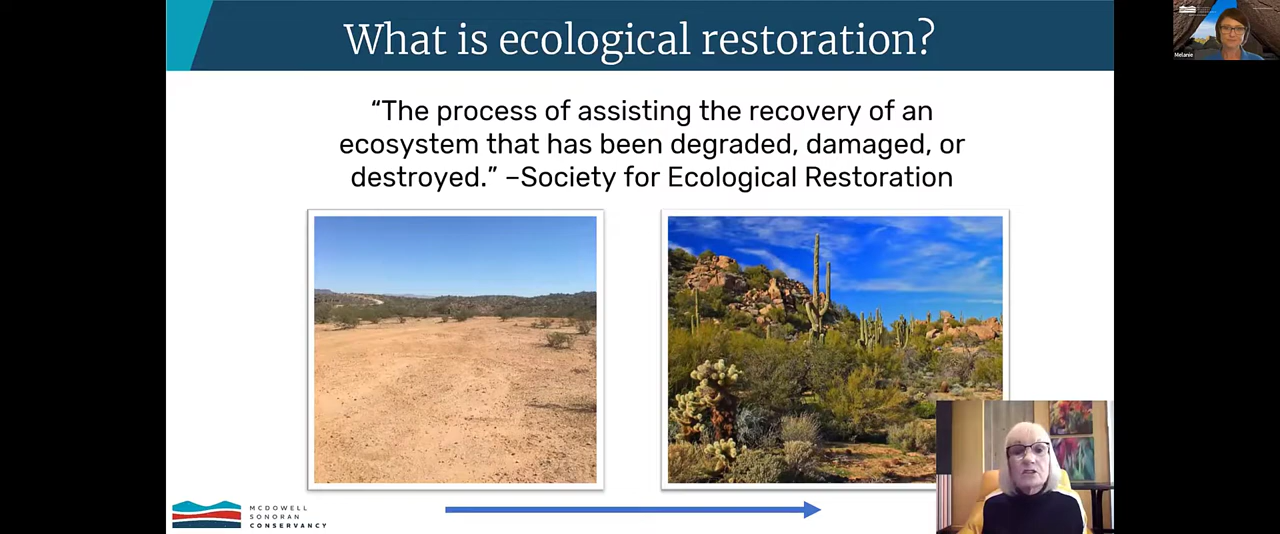 What is ecological restoration?
“The process of assisting the recovery of an
ecosystem that has been degraded, damaged, or
destroyed.” –Society for Ecological Restoration
MCDOWELL
SONORAN
CONSERVANCY
Melanie